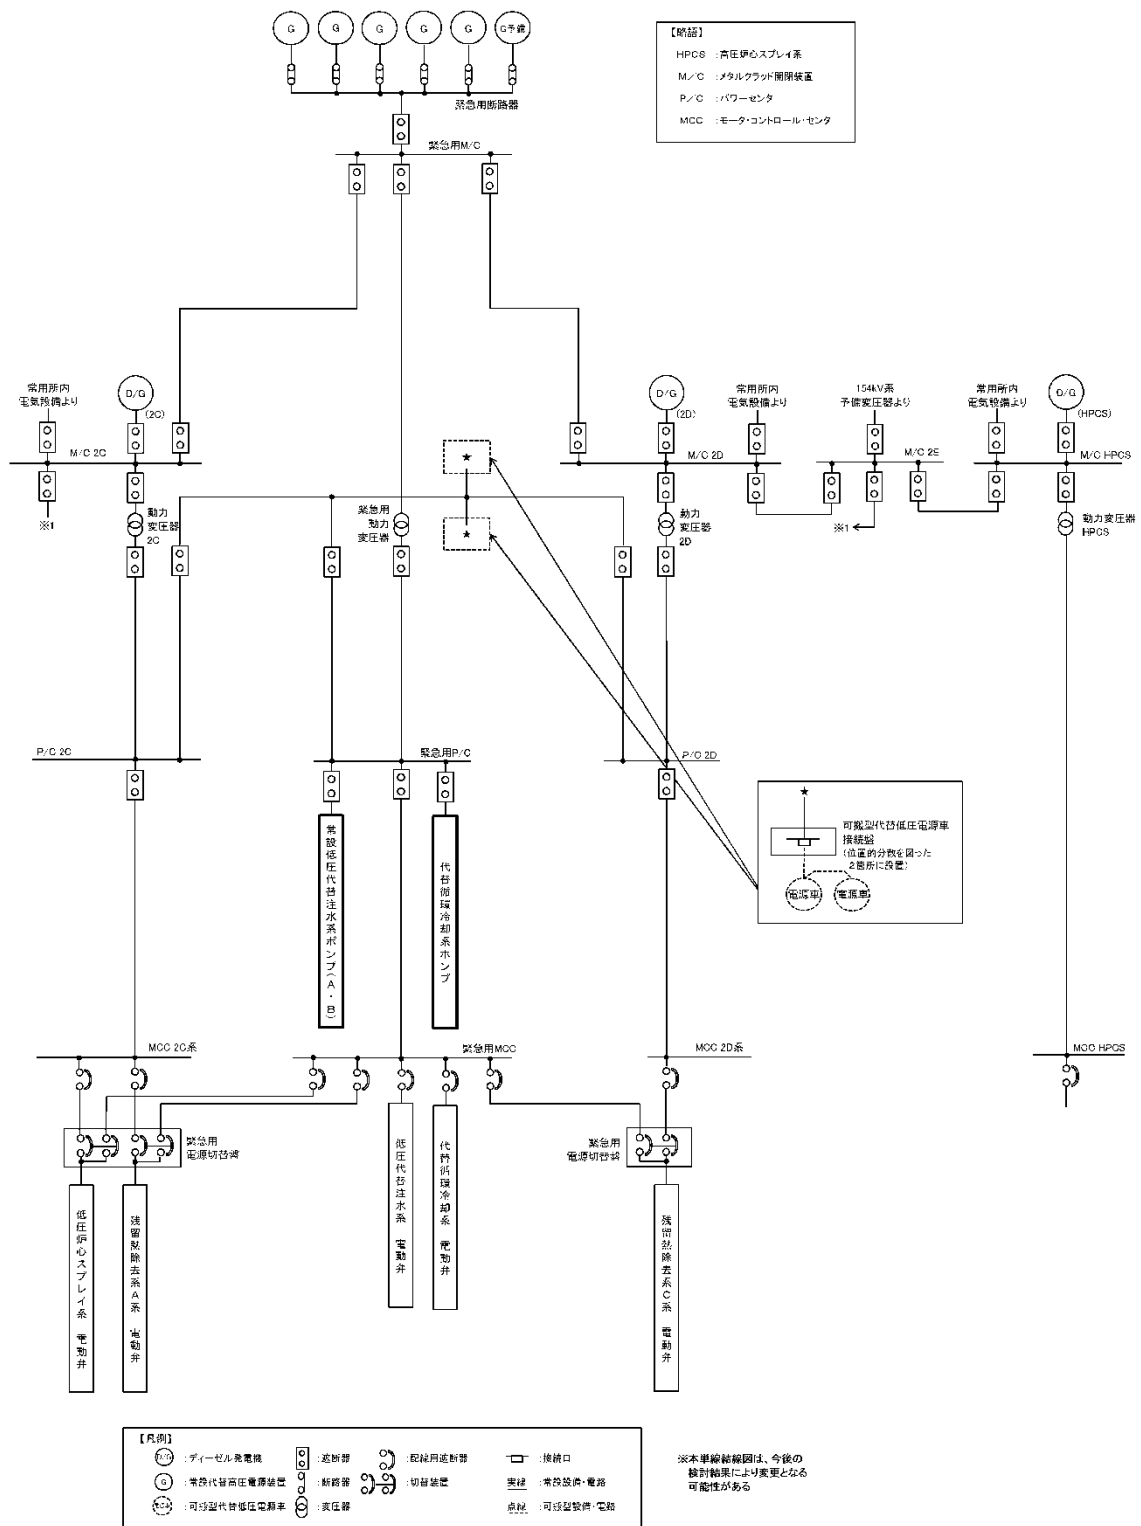 G
G
G
G
G
G予備
緊急用断路器
緊急用M/C
【略語】
HPCS :高圧炉心スプレイ系
M/C :メタルクラッド開閉装置
P/C :パワーセンタ
MCC :モータ・コントロール・センタ
常用所内
電気設備より
D/G
(2C)
M/C 2C
※1
動力
変圧器
2C
緊急用
動力
変圧器
★
★
D/G
(2D)
M/C 2D
動力
変圧器
2D
常用所内
電気設備より
154kV系
予備変圧器より
M/C 2E
※1
常用所内
電気設備より
D/G
(HPCS)
M/C HPCS
動力変圧器
HPCS
P/C 2C
緊急用P/C
P/C 2D
★
可搬型代替低圧電源車
接続盤
(位置的分散を図った
2箇所に設置)
電源車
電源車
常設低圧代替注水系ポンプ(A・B)
代替循環冷却系ポンプ
MCC 2C系
緊急用MCC
MCC 2D系
MCC HPCS
緊急用
電源切替盤
緊急用
電源切替盤
低圧炉心スプレイ系 電動弁
残留熱除去系A系 電動弁
低圧代替注水系 電動弁
代替循環冷却系 電動弁
残留熱除去系C系 電動弁
【凡例】
D/G :ディーゼル発電機
:遮断器
:配線用遮断器
:接続口
G :常設代替高圧電源装置
:断路器
:切替装置
実線 :常設設備・電路
:可搬型代替低圧電源車
:変圧器
点線 :可搬型設備・電路
※本単線結線図は、今後の
検討結果により変更となる
可能性がある